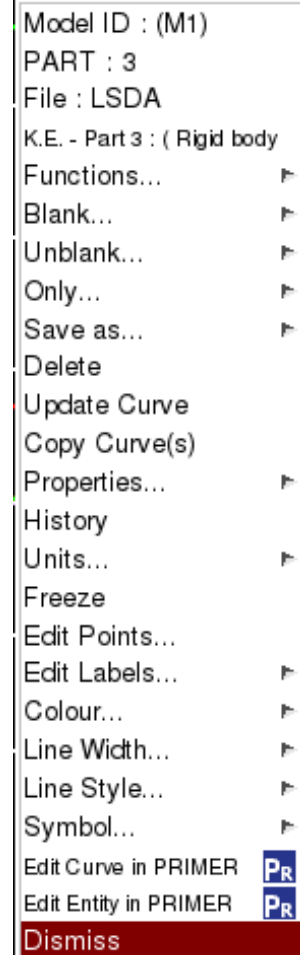 Model ID : (M1)
PART : 3
File : LSDA
K.E. - Part 3 : ( Rigid body
Functions...
Blank...
Unblank...
Only...
Save as...
Delete
Update Curve
Copy Curve(s)
Properties...
History
Units...
Freeze
Edit Points...
Edit Labels...
Colour...
Line Width...
Line Style...
Symbol...
Edit Curve in PRIMER PR
Edit Entity in PRIMER PR
Dismiss